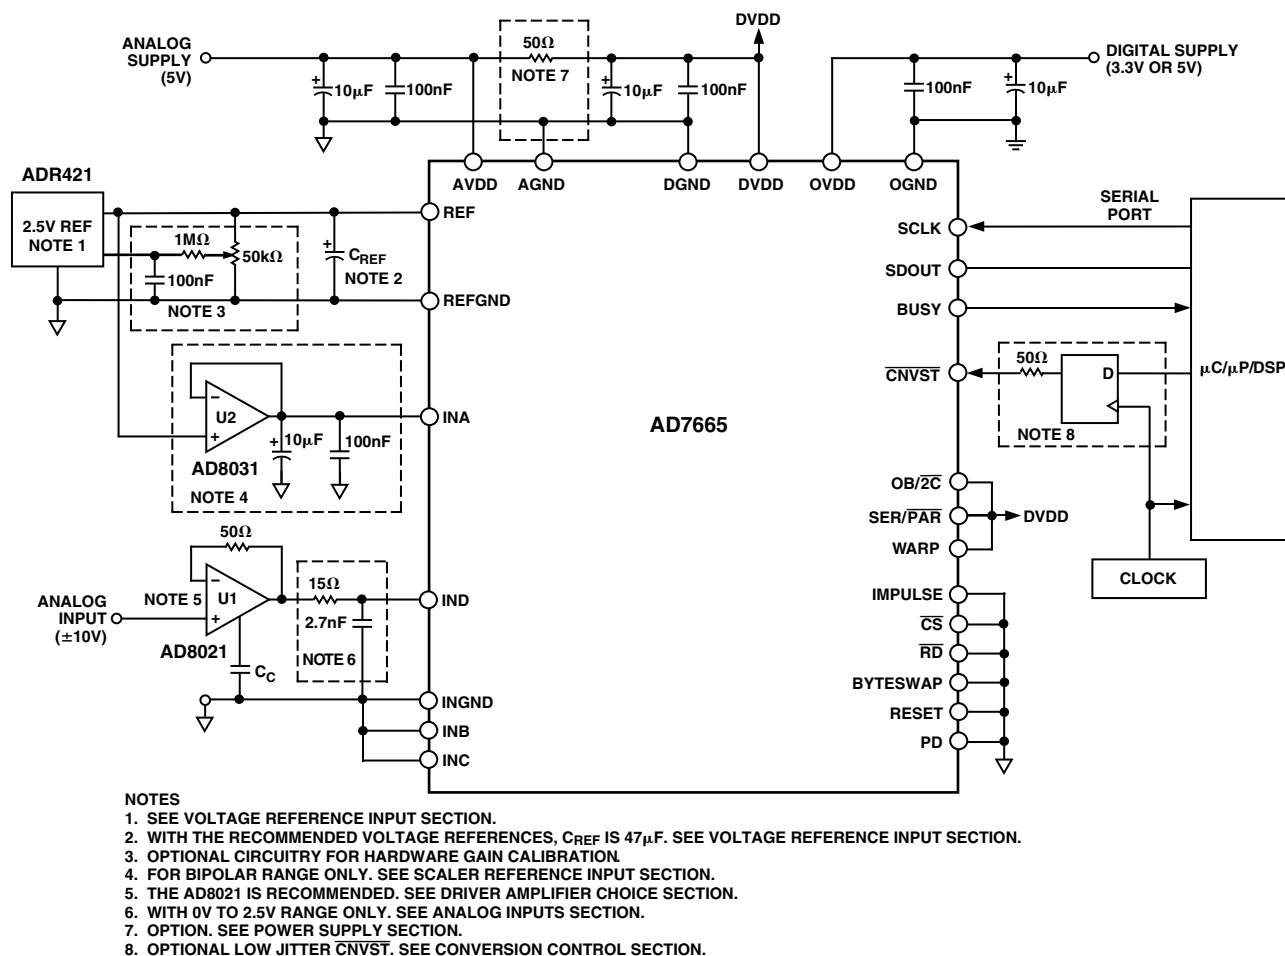 ANALOG
SUPPLY
(5V)
50Ω
NOTE 7
DVDD
DIGITAL SUPPLY
(3.3V OR 5V)
+
10μF
100nF
+
10μF
100nF
100nF
+
10μF
ADR421
2.5V REF
NOTE 1
1MΩ
50kΩ
100nF
NOTE 3
+
CREF
NOTE 2
AVDD
AGND
DGND
DVDD
OVDD
OGND
REF
REFGND
INA
IND
INGND
INB
INC
AD7665
SCLK
SDOUT
BUSY
CNVST
OB/2C
SER/PAR
WARP
IMPULSE
CS
RD
BYTESWAP
RESET
PD
SERIAL
PORT
μC/μP/DSP
50Ω
D
NOTE 8
DVDD
CLOCK
−
U2
+
AD8031
NOTE 4
+
10μF
100nF
50Ω
ANALOG
INPUT
(±10V)
NOTE 5
−
U1
+
AD8021
CC
15Ω
2.7nF
NOTE 6
NOTES
1. SEE VOLTAGE REFERENCE INPUT SECTION.
2. WITH THE RECOMMENDED VOLTAGE REFERENCES, CREF IS 47μF. SEE VOLTAGE REFERENCE INPUT SECTION.
3. OPTIONAL CIRCUITRY FOR HARDWARE GAIN CALIBRATION.
4. FOR BIPOLAR RANGE ONLY. SEE SCALER REFERENCE INPUT SECTION.
5. THE AD8021 IS RECOMMENDED. SEE DRIVER AMPLIFIER CHOICE SECTION.
6. WITH 0V TO 2.5V RANGE ONLY. SEE ANALOG INPUTS SECTION.
7. OPTION. SEE POWER SUPPLY SECTION.
8. OPTIONAL LOW JITTER CNVST. SEE CONVERSION CONTROL SECTION.